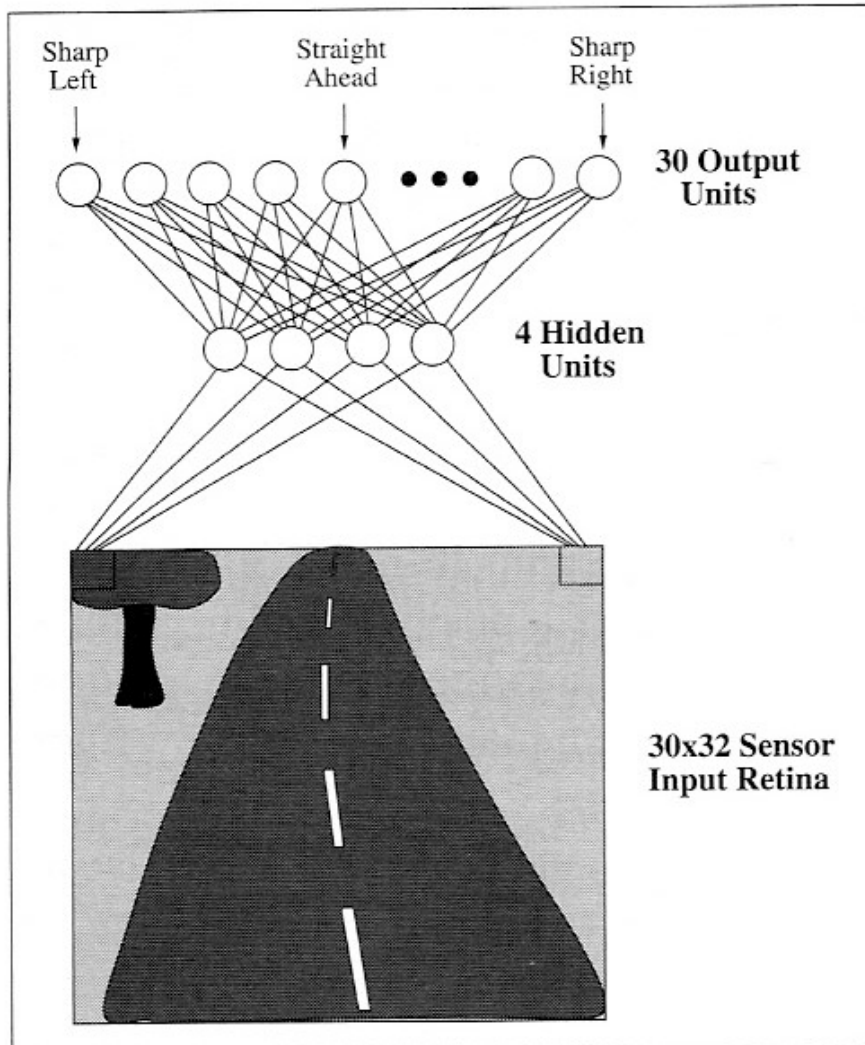 Sharp
Left
Straight
Ahead
Sharp
Right
30 Output
Units
4 Hidden
Units
30x32 Sensor
Input Retina